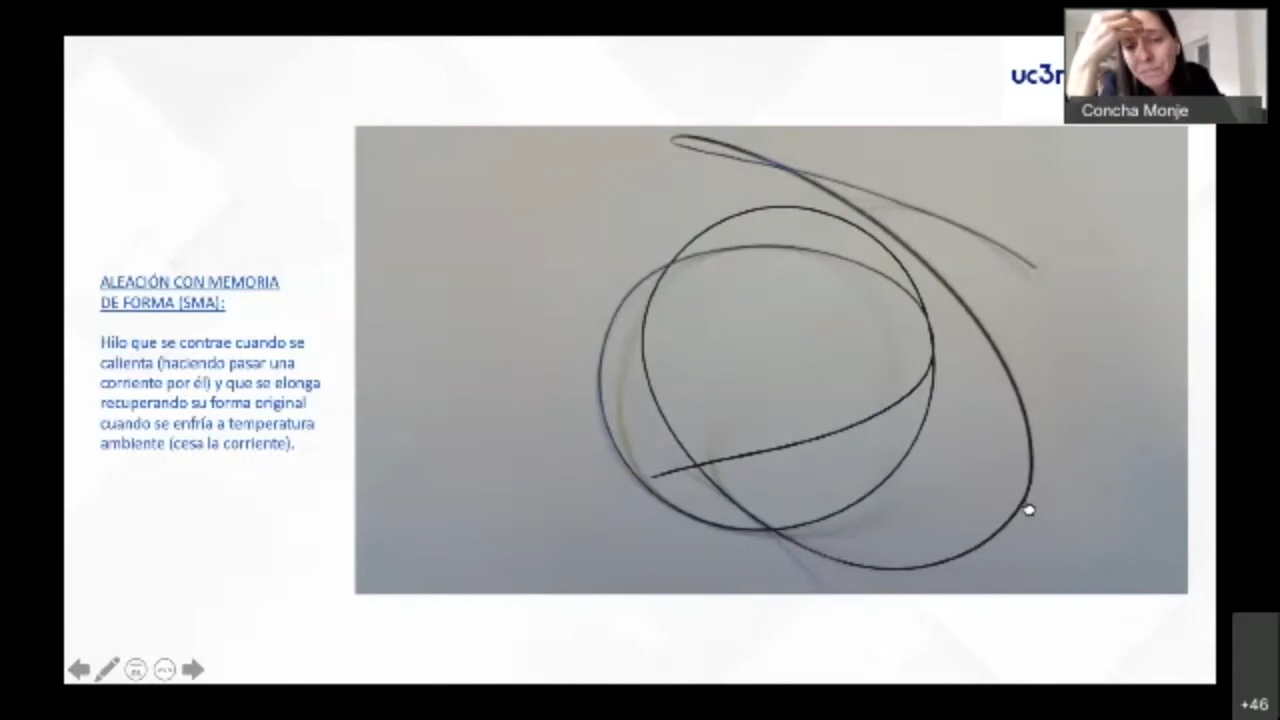 uc3m
Concha Monje
ALEACIÓN CON MEMORIA
DE FORMA (SMA):
Hilo que se contrae cuando se
calienta (haciendo pasar una
corriente por él) y que se elonga
recuperando su forma original
cuando se enfría a temperatura
ambiente (cesa la corriente).
+46